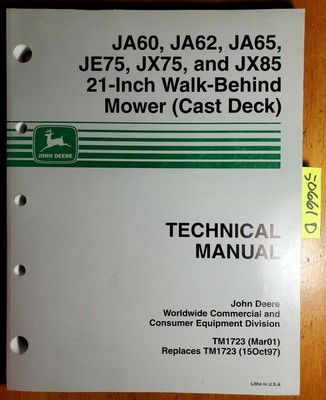 JA60, JA62, JA65,
JE75, JX75, and JX85
21-Inch Walk-Behind
Mower (Cast Deck)
JOHN DEERE
TECHNICAL
MANUAL
John Deere
Worldwide Commercial and
Consumer Equipment Division
TM1723 (Mar01)
Replaces TM1723 (15Oct97)
Litho in U.S.A
50661 D